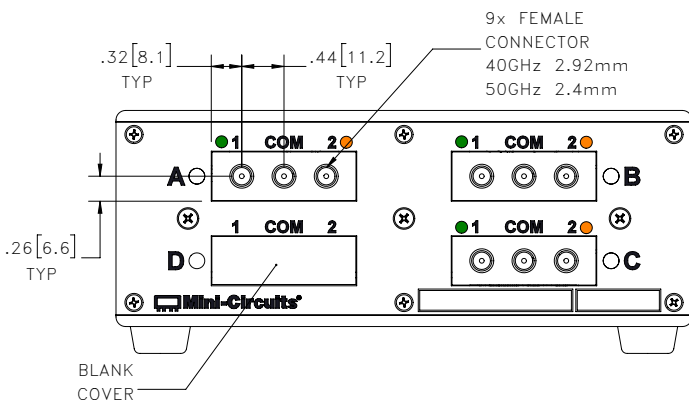 9x FEMALE
CONNECTOR
40GHz 2.92mm
50GHz 2.4mm
.32[8.1]
TYP
.44[11.2]
TYP
1 COM 2
1 COM 2
A
B
.26[6.6]
TYP
1 COM 2
1 COM 2
D
C
Mini-Circuits®
BLANK
COVER